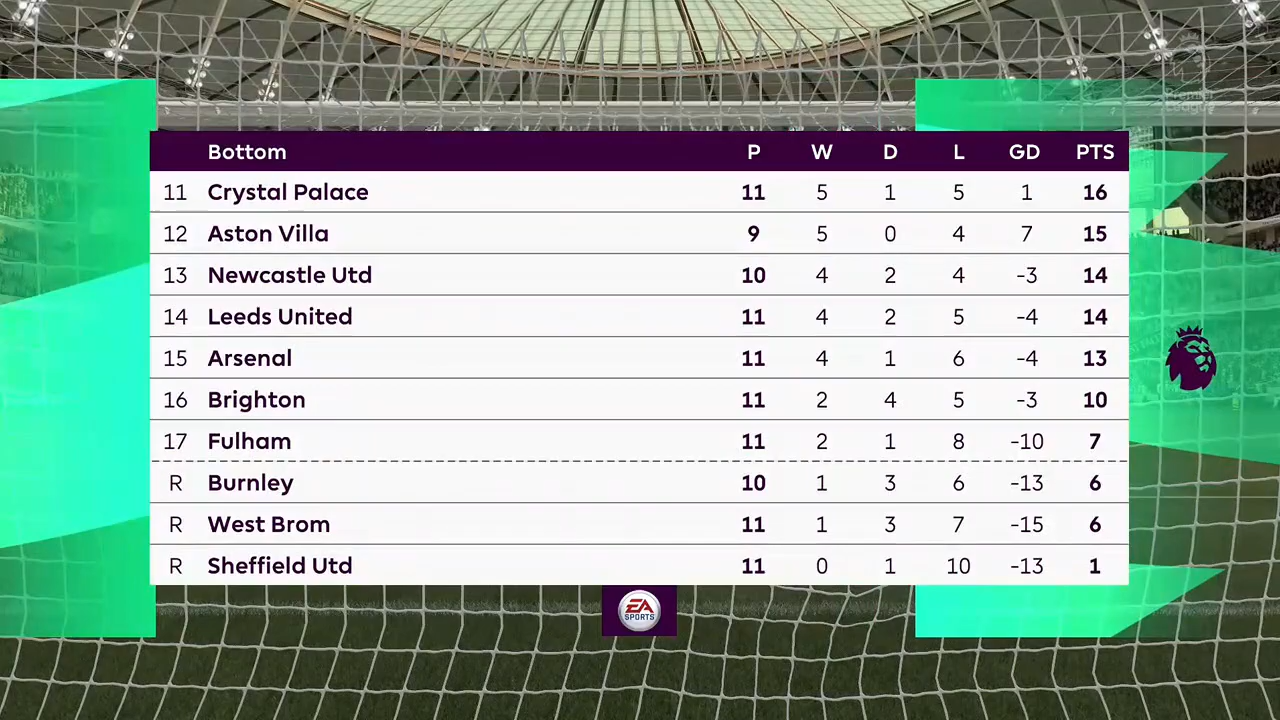 Bottom P W D L GD PTS
11 Crystal Palace 11 5 1 5 1 16
12 Aston Villa 9 5 0 4 7 15
13 Newcastle Utd 10 4 2 4 -3 14
14 Leeds United 11 4 2 5 -4 14
15 Arsenal 11 4 1 6 -4 13
16 Brighton 11 2 4 5 -3 10
17 Fulham 11 2 1 8 -10 7
R Burnley 10 1 3 6 -13 6
R West Brom 11 1 3 7 -15 6
R Sheffield Utd 11 0 1 10 -13 1
EA
SPORTS